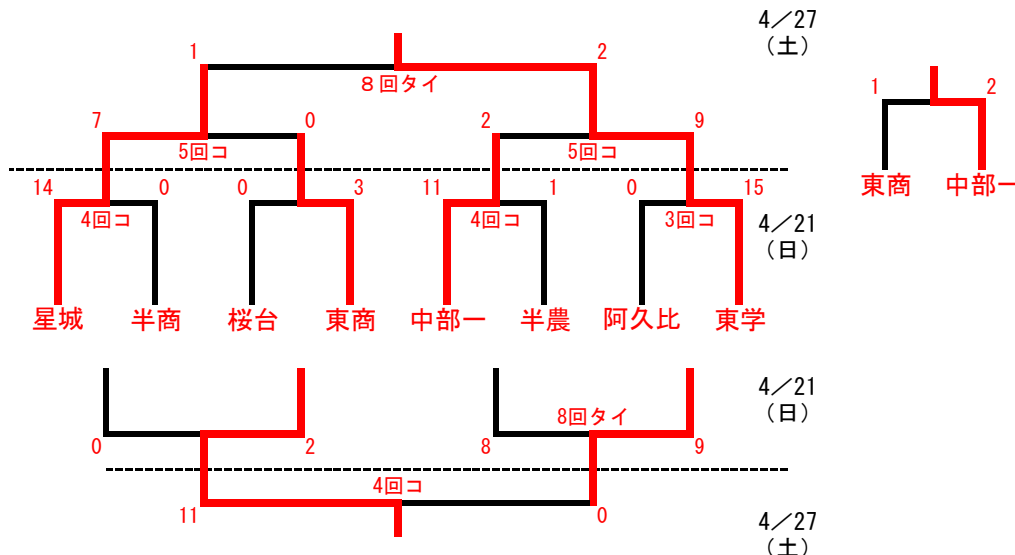 4／27
（土）
1
2
８回タイ
1
2
7
0
2
9
5回コ
5回コ
東商
中部一
14
0
0
3
11
1
0
15
4回コ
4回コ
3回コ
4／21
（日）
星城
半商
桜台
東商
中部一
半農
阿久比
東学
4／21
（日）
8回タイ
0
2
8
9
4回コ
11
0
4／27
（土）